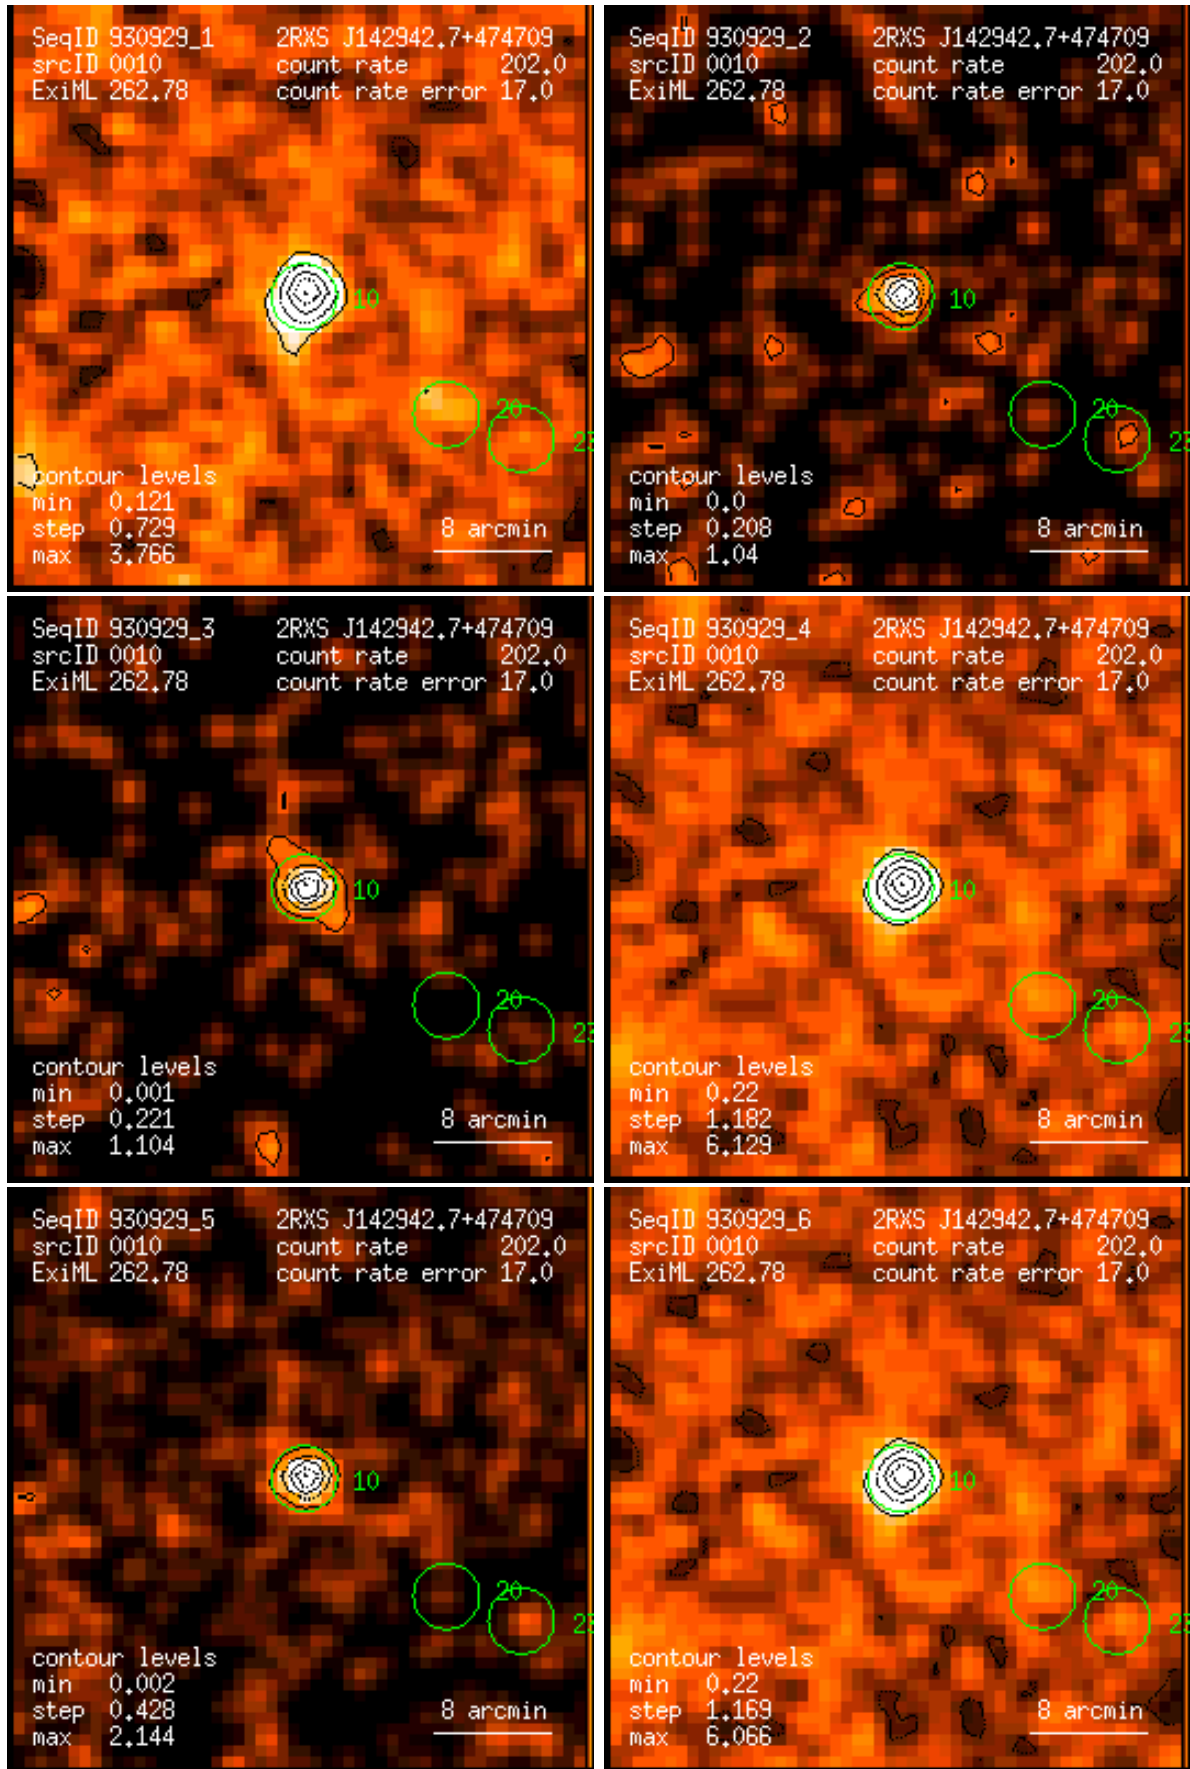 SeqID 930929_1 2RXS J142942.7+474709
srcID 0010 count rate 202.0
ExiML 262.78 count rate error 17.0
10
20
23
contour levels
min 0.121
step 0.729 8 arcmin
max 3.766
SeqID 930929_2 2RXS J142942.7+474709
srcID 0010 count rate 202.0
ExiML 262.78 count rate error 17.0
10
20
23
contour levels
min 0.0
step 0.208 8 arcmin
max 1.04
SeqID 930929_3 2RXS J142942.7+474709
srcID 0010 count rate 202.0
ExiML 262.78 count rate error 17.0
10
20
23
contour levels
min 0.001
step 0.221 8 arcmin
max 1.104
SeqID 930929_4 2RXS J142942.7+474709
srcID 0010 count rate 202.0
ExiML 262.78 count rate error 17.0
10
20
23
contour levels
min 0.22
step 1.182 8 arcmin
max 6.129
SeqID 930929_5 2RXS J142942.7+474709
srcID 0010 count rate 202.0
ExiML 262.78 count rate error 17.0
10
20
23
contour levels
min 0.002
step 0.428 8 arcmin
max 2.144
SeqID 930929_6 2RXS J142942.7+474709
srcID 0010 count rate 202.0
ExiML 262.78 count rate error 17.0
10
20
23
contour levels
min 0.22
step 1.169 8 arcmin
max 6.066